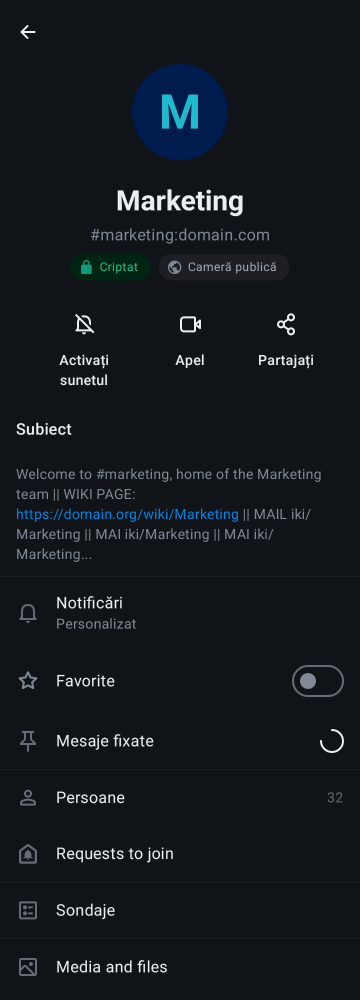 M
Marketing
#marketing:domain.com
Criptat
Cameră publică
Activați
sunetul
Apel
Partajați
Subiect
Welcome to #marketing, home of the Marketing
team || WIKI PAGE:
https://domain.org/wiki/Marketing || MAIL iki/
Marketing || MAI iki/Marketing || MAI iki/
Marketing...
Notificări
Personalizat
Favorite
Mesaje fixate
Persoane 32
Requests to join
Sondaje
Media and files